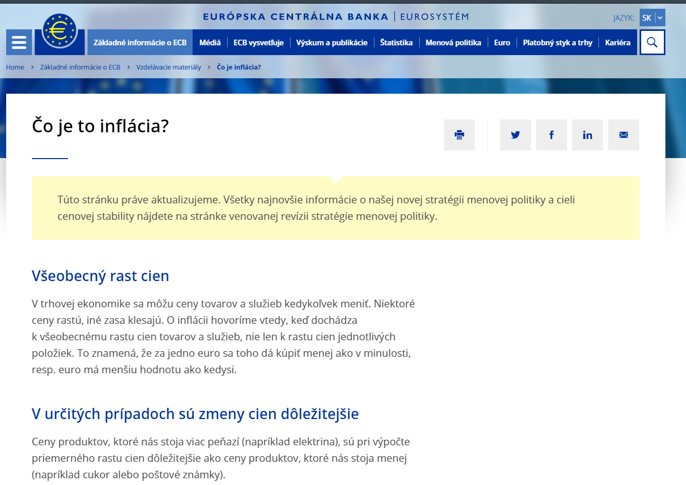 EURÓPSKA CENTRÁLNA BANKA | EUROSYSTÉM
JAZYK: SK
Základné informácie o ECB Médiá ECB vysvetľuje Výskum a publikácie Štatistika Menová politika Euro Platobný styk a trhy Kariéra
Home > Základné informácie o ECB > Vzdelávacie materiály > Čo je inflácia?
Čo je to inflácia?
Túto stránku práve aktualizujeme. Všetky najnovšie informácie o našej novej stratégii menovej politiky a cieli
cenovej stability nájdete na stránke venovanej revízii stratégie menovej politiky.
Všeobecný rast cien
V trhovej ekonomike sa môžu ceny tovarov a služieb kedykoľvek meniť. Niektoré
ceny rastú, iné zasa klesajú. O inflácii hovoríme vtedy, keď dochádza
k všeobecnému rastu cien tovarov a služieb, nie len k rastu cien jednotlivých
položiek. To znamená, že za jedno euro sa toho dá kúpiť menej ako v minulosti,
resp. euro má menšiu hodnotu ako kedysi.
V určitých prípadoch sú zmeny cien dôležitejšie
Ceny produktov, ktoré nás stoja viac peňazí (napríklad elektrina), sú pri výpočte
priemerného rastu cien dôležitejšie ako ceny produktov, ktoré nás stoja menej
(napríklad cukor alebo poštové známky).